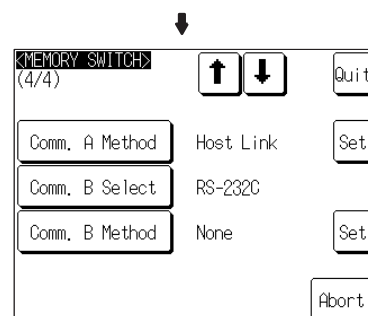 <MEMORY SWITCH>
(4/4) Quit
Comm. A Method Host Link Set
Comm. B Select RS-232C
Comm. B Method None Set
Abort